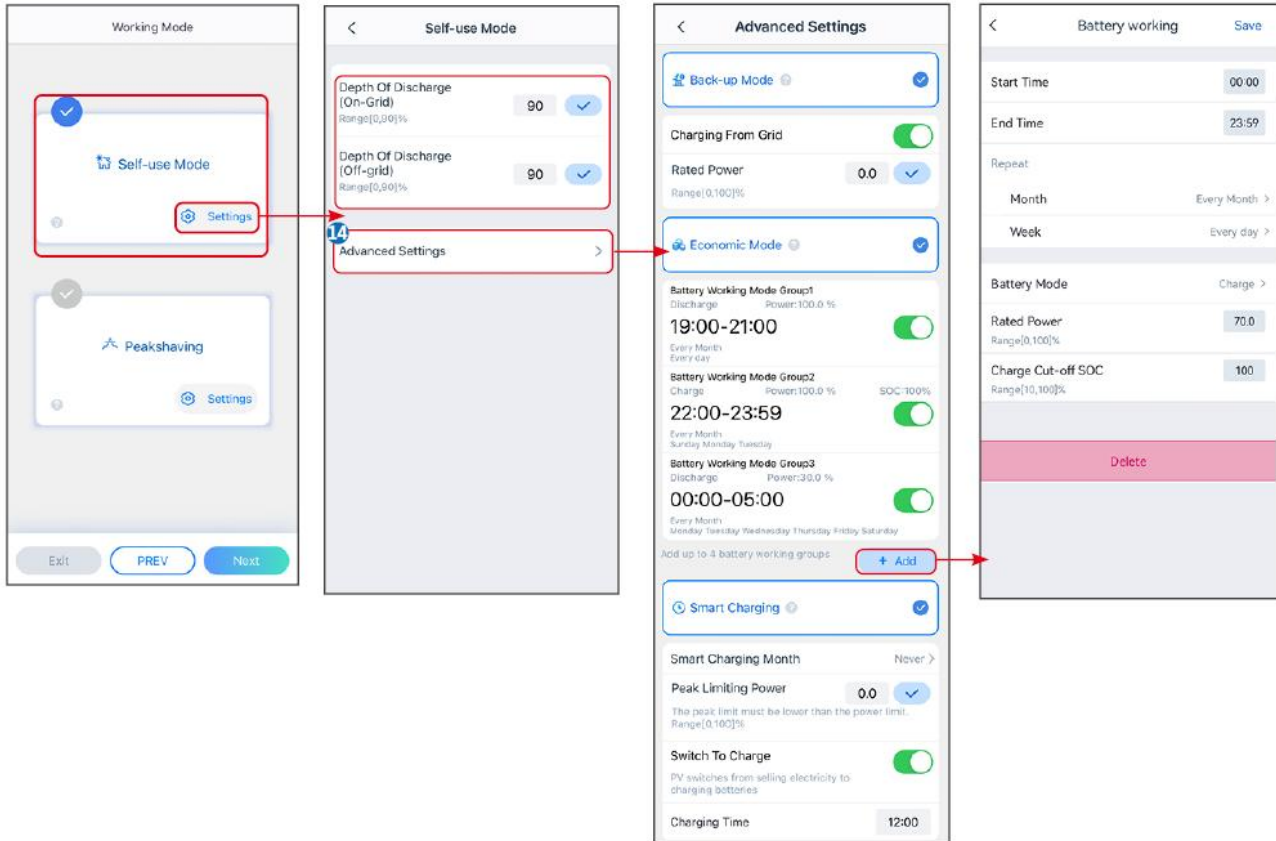 Working Mode
Self-use Mode
Settings
Peakshaving
Settings
Exit
PREV
Next
Self-use Mode
Depth Of Discharge
(On-Grid)
90
Range[0,90]%
Depth Of Discharge
(Off-grid)
90
Range[0,90]%
14
Advanced Settings
Advanced Settings
Back-up Mode
Charging From Grid
Rated Power
0.0
Range[0,100]%
Economic Mode
Battery Working Mode Group1
Discharge Power:100.0 %
19:00-21:00
Every Month
Every day
Battery Working Mode Group2
Charge Power:100.0 % SOC:100%
22:00-23:59
Every Month
Sunday Monday Tuesday
Battery Working Mode Group3
Discharge Power:30.0 %
00:00-05:00
Every Month
Monday Tuesday Wednesday Thursday Friday Saturday
Add up to 4 battery working groups
+ Add
Smart Charging
Smart Charging Month Never
Peak Limiting Power
0.0
The peak limit must be lower than the power limit.
Range[0,100]%
Switch To Charge
PV switches from selling electricity to
charging batteries
Charging Time 12:00
Battery working Save
Start Time 00:00
End Time 23:59
Repeat
Month Every Month
Week Every day
Battery Mode Charge
Rated Power 70.0
Range[0,100]%
Charge Cut-off SOC 100
Range[10,100]%
Delete